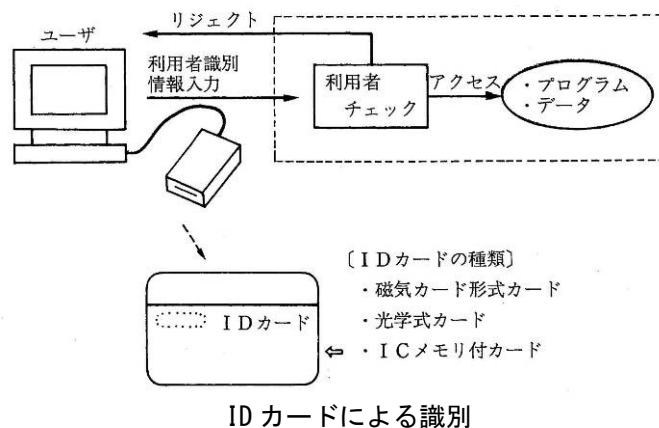 リジェクト
ユーザ
利用者識別
情報入力
利用者
チェック
アクセス
・プログラム
・データ
〔IDカードの種類〕
・磁気カード形式カード
・光学式カード
⇦ ・ICメモリ付カード
IDカード
IDカードによる識別